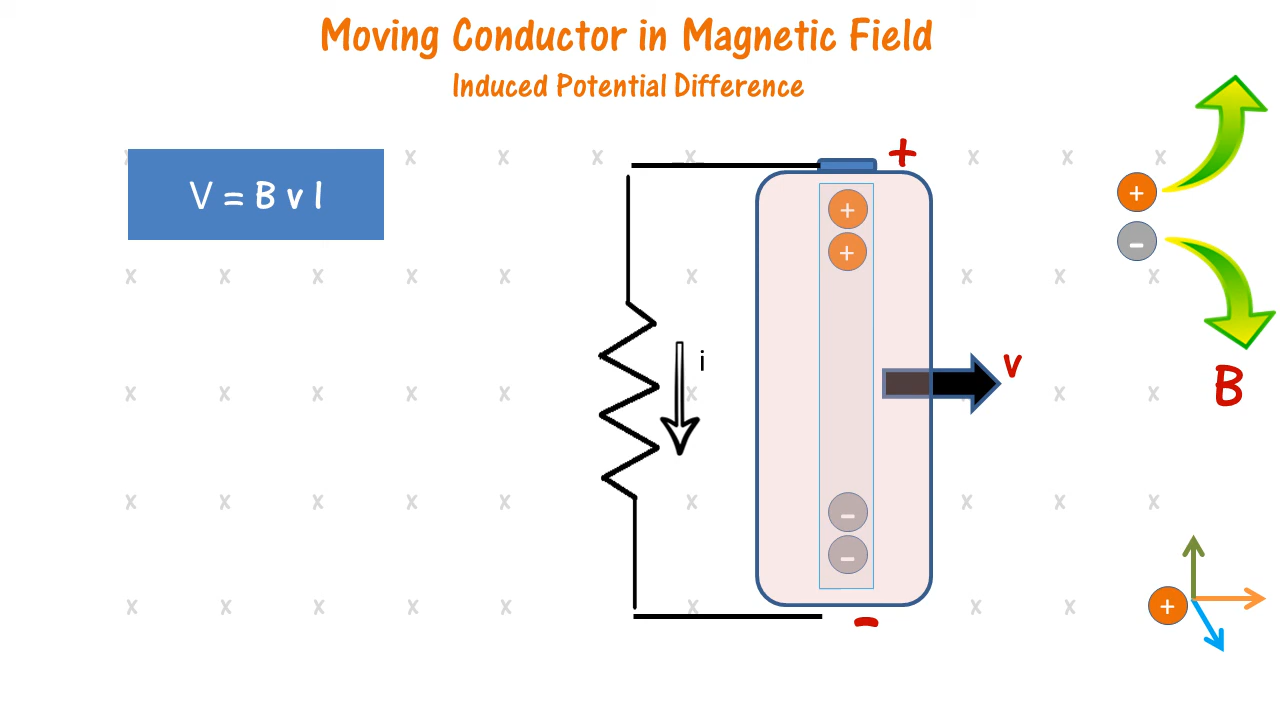 Moving Conductor in Magnetic Field
Induced Potential Difference
x x x x x x x x
+
V = B v l
+
+
+
-
x x x x x x x x x
i
v
x x x x x x x x
B
x x x x x x x x
-
-
x x x x x x x x
+
-